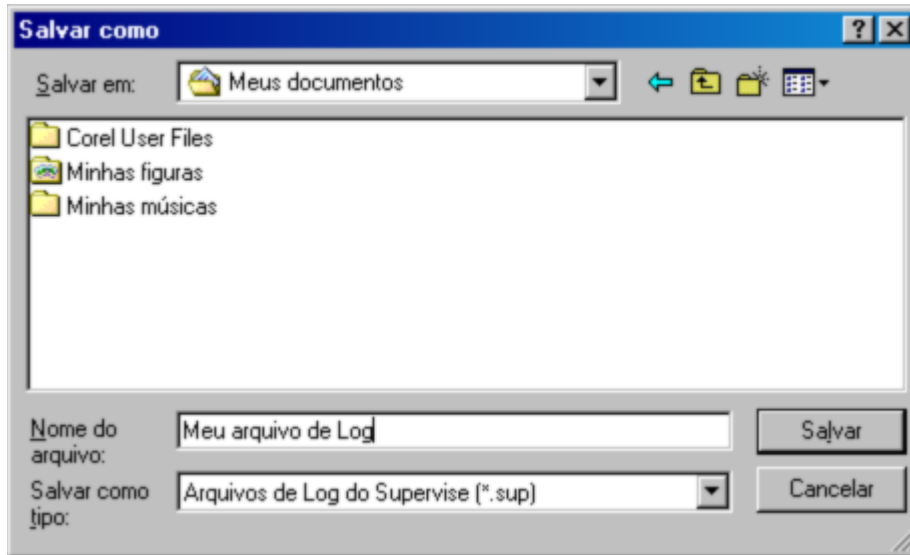 Salvar como
Salvar em: Meus documentos
Corel User Files
Minhas figuras
Minhas músicas
Nome do arquivo: Meu arquivo de Log
Salvar
Salvar como tipo: Arquivos de Log do Supervise (*.sup)
Cancelar